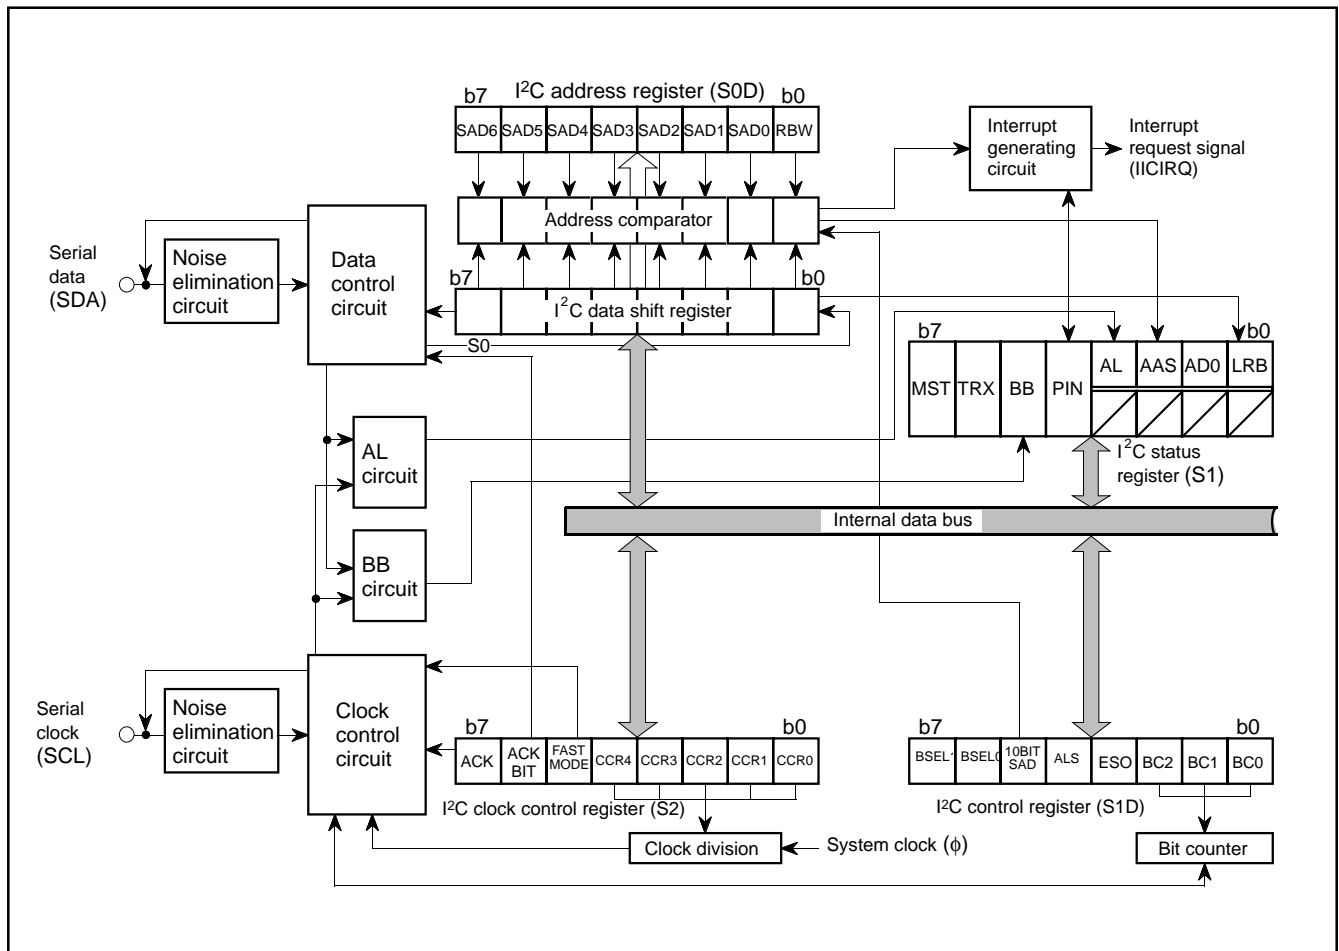 I²C address register (S0D)
b7
b0
SAD6 SAD5 SAD4 SAD3 SAD2 SAD1 SAD0 RBW
Interrupt
generating
circuit
Interrupt
request signal
(IICIRQ)
Address comparator
Serial
data
(SDA)
Noise
elimination
circuit
Data
control
circuit
b7
b0
I²C data shift register
S0
b7
b0
MST TRX BB PIN AL AAS AD0 LRB
I²C status
register (S1)
AL
circuit
Internal data bus
BB
circuit
Serial
clock
(SCL)
Noise
elimination
circuit
Clock
control
circuit
b7
b0
ACK
ACK
BIT
FAST
MODE
CCR4 CCR3 CCR2 CCR1 CCR0
I²C clock control register (S2)
b7
b0
BSEL1 BSEL0
10BIT
SAD
ALS ESO BC2 BC1 BC0
I²C control register (S1D)
Clock division
System clock (ϕ)
Bit counter